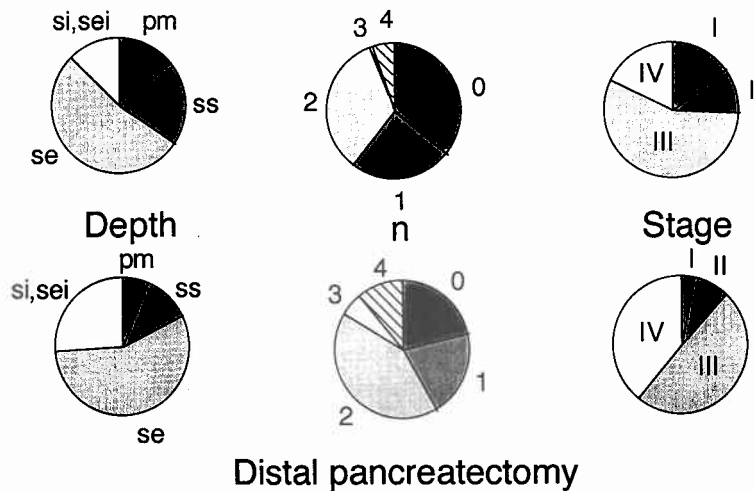 si,sei pm
3 4
I
2
0
IV
I
ss
se
III
1
Depth
n
Stage
pm
4
I II
si,sei
ss
3
0
IV
III
1
2
se
Distal pancreatectomy